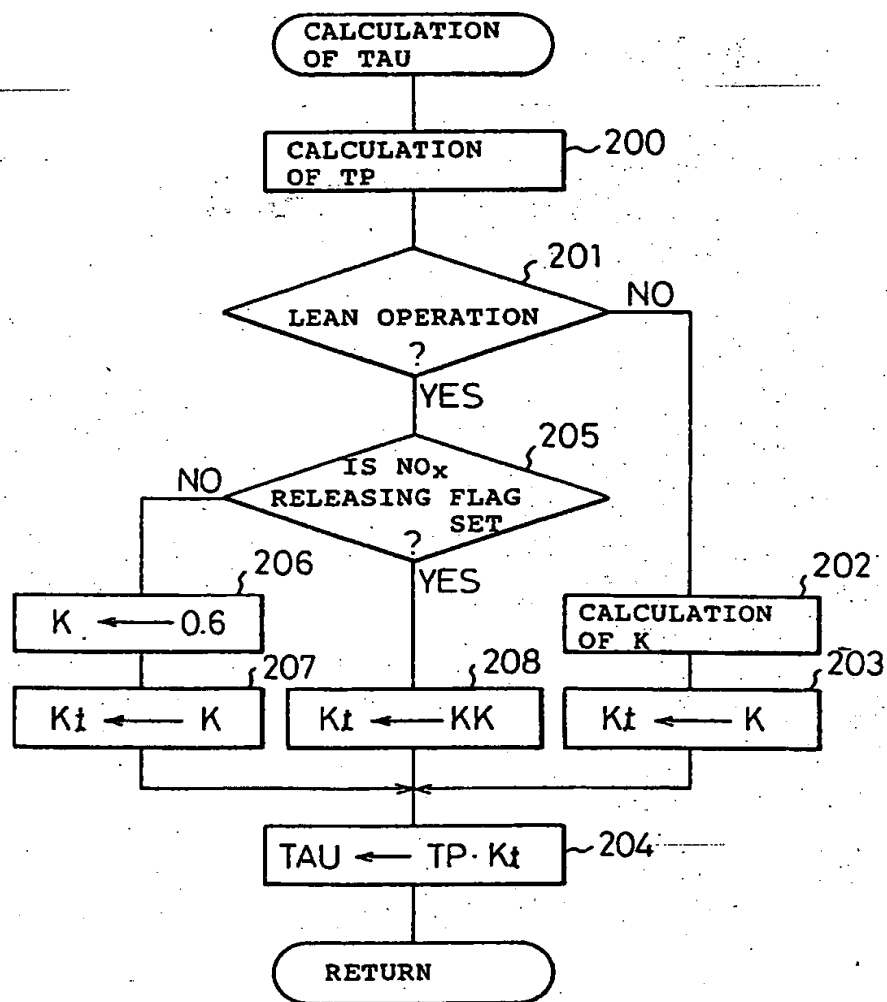 CALCULATION
OF TAU
CALCULATION
OF TP
200
201
LEAN OPERATION
?
NO
YES
205
IS NOx
RELEASING FLAG
SET
?
NO
YES
206
K ← 0.6
202
CALCULATION
OF K
207
Kt ← K
208
Kt ← KK
203
Kt ← K
TAU ← TP · Kt
204
RETURN